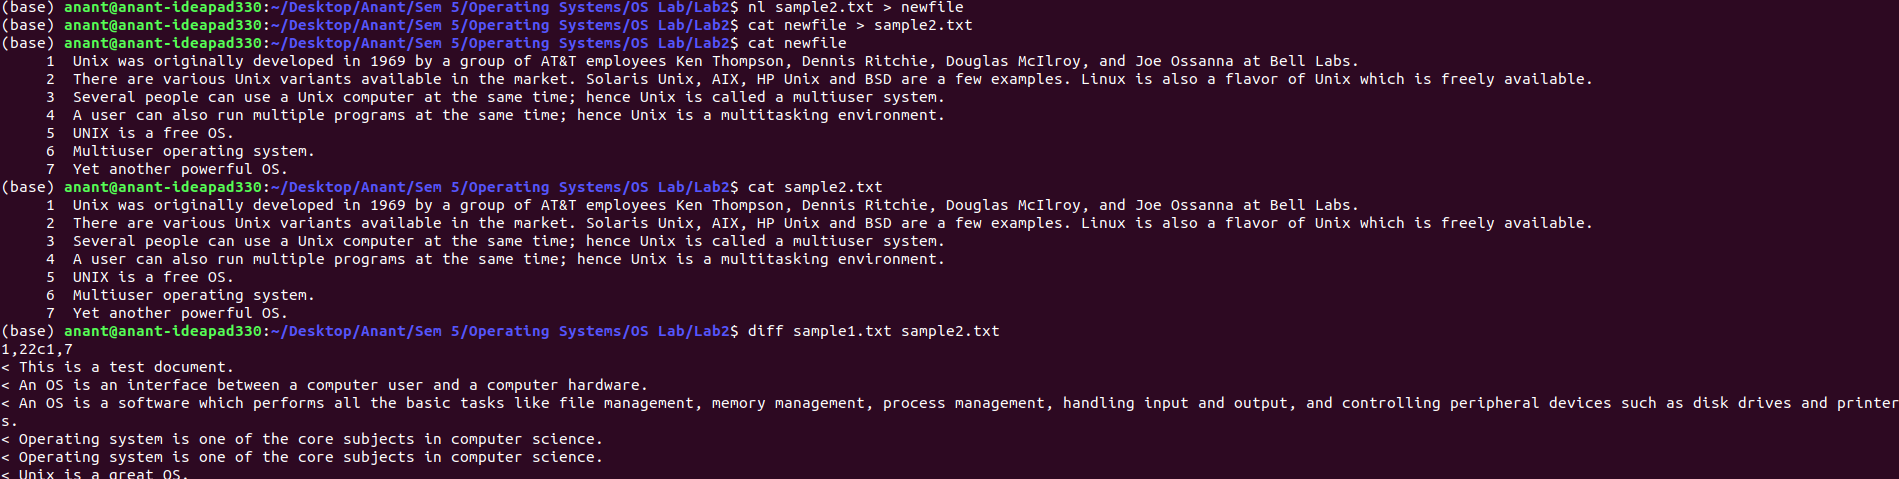 (base) anant@anant-ideapad330:~/Desktop/Anant/Sem 5/Operating Systems/OS Lab/Lab2$ nl sample2.txt > newfile
(base) anant@anant-ideapad330:~/Desktop/Anant/Sem 5/Operating Systems/OS Lab/Lab2$ cat newfile > sample2.txt
(base) anant@anant-ideapad330:~/Desktop/Anant/Sem 5/Operating Systems/OS Lab/Lab2$ cat newfile
     1  Unix was originally developed in 1969 by a group of AT&T employees Ken Thompson, Dennis Ritchie, Douglas McIlroy, and Joe Ossanna at Bell Labs.
     2  There are various Unix variants available in the market. Solaris Unix, AIX, HP Unix and BSD are a few examples. Linux is also a flavor of Unix which is freely available.
     3  Several people can use a Unix computer at the same time; hence Unix is called a multiuser system.
     4  A user can also run multiple programs at the same time; hence Unix is a multitasking environment.
     5  UNIX is a free OS.
     6  Multiuser operating system.
     7  Yet another powerful OS.
(base) anant@anant-ideapad330:~/Desktop/Anant/Sem 5/Operating Systems/OS Lab/Lab2$ cat sample2.txt
     1  Unix was originally developed in 1969 by a group of AT&T employees Ken Thompson, Dennis Ritchie, Douglas McIlroy, and Joe Ossanna at Bell Labs.
     2  There are various Unix variants available in the market. Solaris Unix, AIX, HP Unix and BSD are a few examples. Linux is also a flavor of Unix which is freely available.
     3  Several people can use a Unix computer at the same time; hence Unix is called a multiuser system.
     4  A user can also run multiple programs at the same time; hence Unix is a multitasking environment.
     5  UNIX is a free OS.
     6  Multiuser operating system.
     7  Yet another powerful OS.
(base) anant@anant-ideapad330:~/Desktop/Anant/Sem 5/Operating Systems/OS Lab/Lab2$ diff sample1.txt sample2.txt
1,22c1,7
< This is a test document.
< An OS is an interface between a computer user and a computer hardware.
< An OS is a software which performs all the basic tasks like file management, memory management, process management, handling input and output, and controlling peripheral devices such as disk drives and printer
s.
< Operating system is one of the core subjects in computer science.
< Operating system is one of the core subjects in computer science.
< Unix is a great OS.